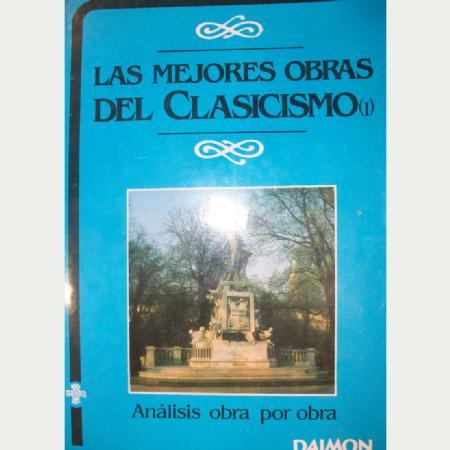 LAS MEJORES OBRAS
DEL CLASICISMO(I)
Análisis obra por obra
DAIMON